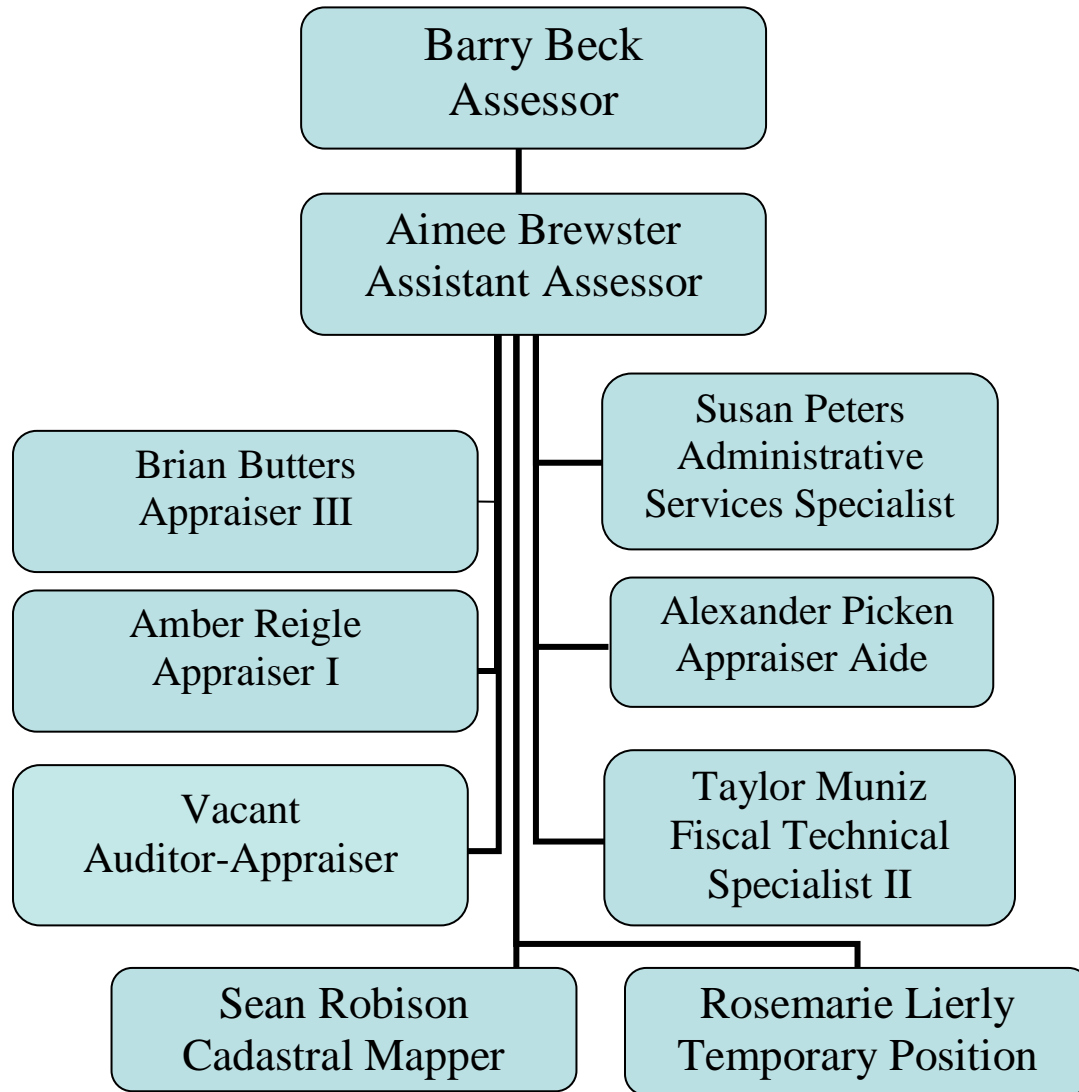 Barry Beck
Assessor
Aimee Brewster
Assistant Assessor
Brian Butters
Appraiser III
Susan Peters
Administrative
Services Specialist
Amber Reigle
Appraiser I
Alexander Picken
Appraiser Aide
Vacant
Auditor-Appraiser
Taylor Muniz
Fiscal Technical
Specialist II
Sean Robison
Cadastral Mapper
Rosemarie Lierly
Temporary Position